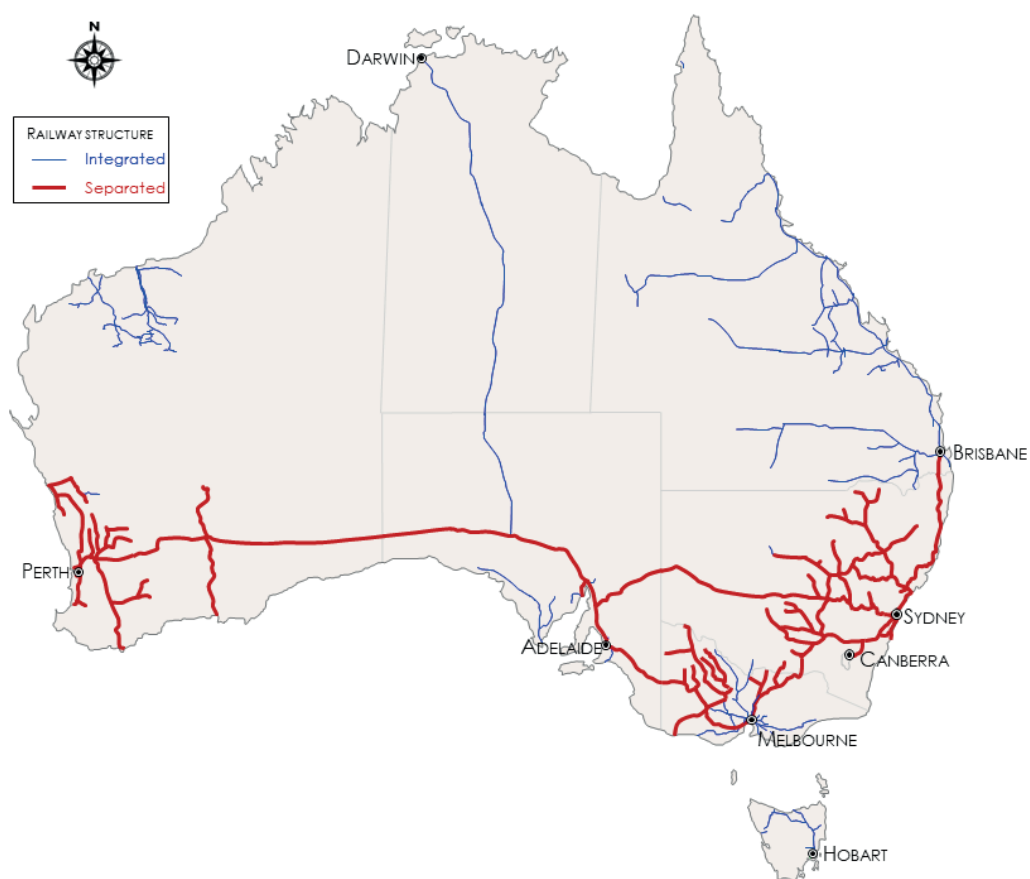 N
DARWIN
RAILWAY STRUCTURE
Integrated
Separated
BRISBANE
PERTH
SYDNEY
ADELAIDE
CANBERRA
MELBOURNE
HOBART